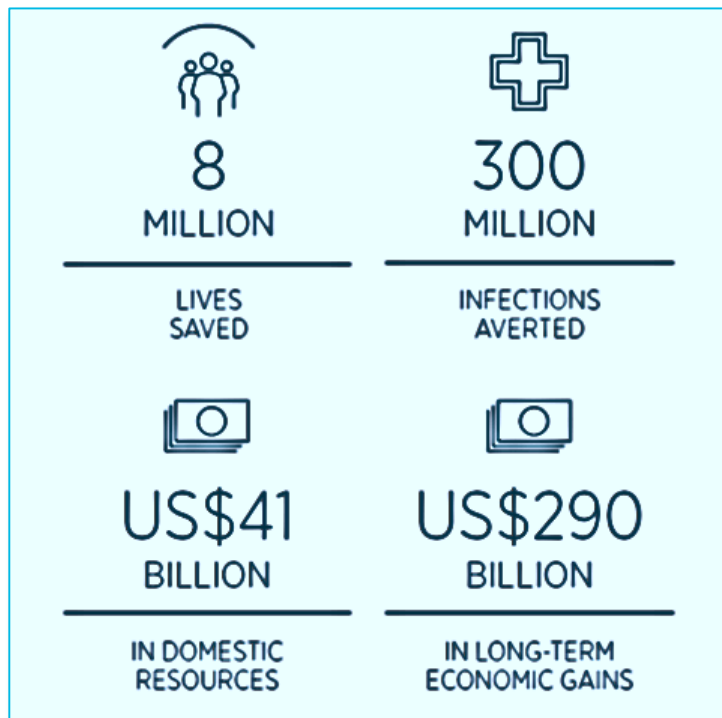 8
MILLION
LIVES
SAVED
300
MILLION
INFECTIONS
AVERTED
US$41
BILLION
IN DOMESTIC
RESOURCES
US$290
BILLION
IN LONG-TERM
ECONOMIC GAINS